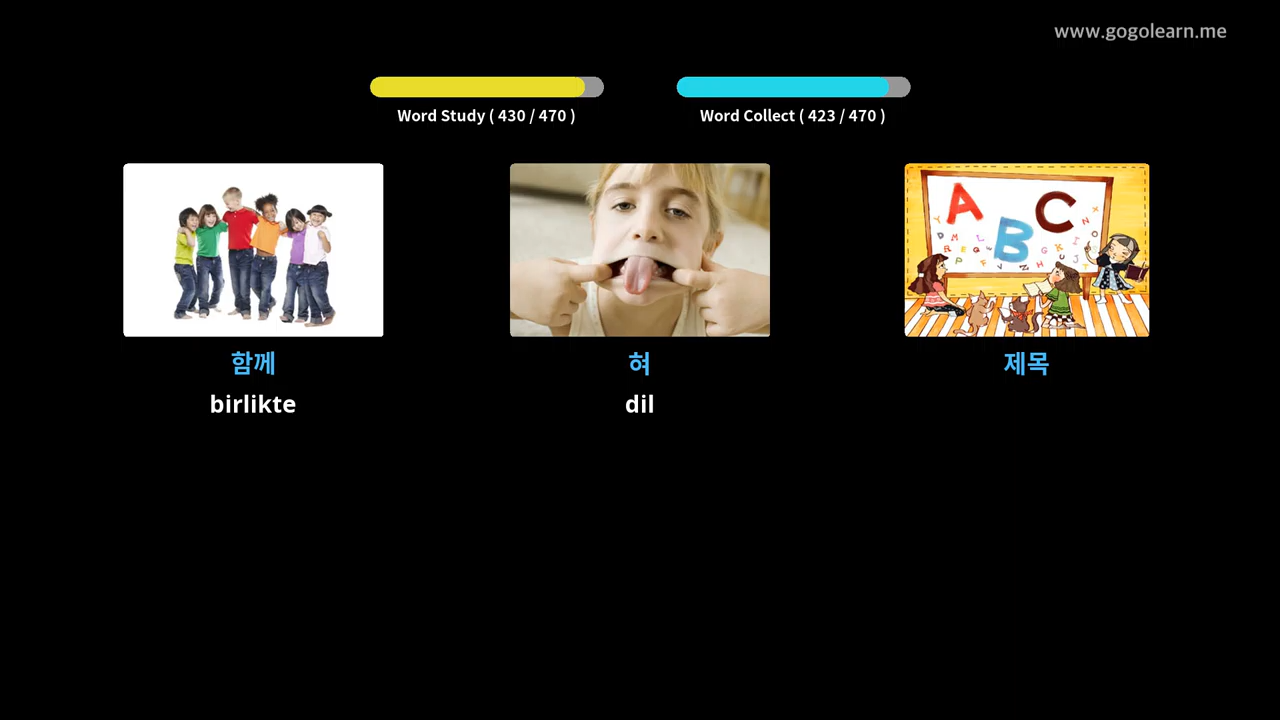 www.gogolearn.me
Word Study ( 430 / 470 )
Word Collect ( 423 / 470 )
A B C
함께
혀
제목
birlikte
dil